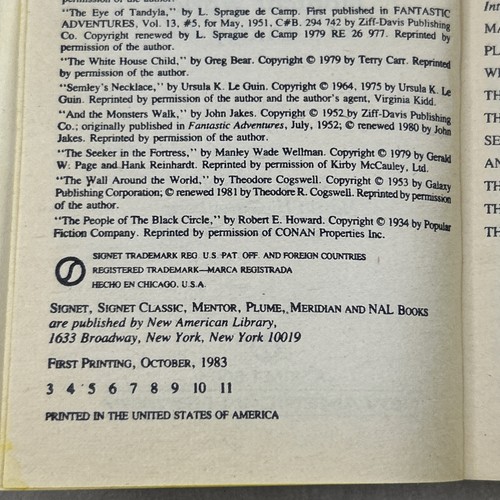 permission of the author.
"The Eye of Tandyla," by L. Sprague de Camp. First published in FANTASTIC
ADVENTURES, Vol. 13, #5, for May, 1951, C#B. 294 742 by Ziff-Davis Publishing
Co. Copyright renewed by L. Sprague de Camp 1979 RE 26 977. Reprinted by
permission of the author.
"The White House Child," by Greg Bear. Copyright © 1979 by Terry Carr. Reprinted
by permission of the author.
"Semley's Necklace," by Ursula K. Le Guin. Copyright © 1964, 1975 by Ursula K. Le
Guin. Reprinted by permission of the author and the author's agent, Virginia Kidd.
"And the Monsters Walk," by John Jakes. Copyright © 1952 by Ziff-Davis Publishing
Co.; originally published in Fantastic Adventures, July, 1952; © renewed 1980 by John
Jakes. Reprinted by permission of the author.
"The Seeker in the Fortress," by Manley Wade Wellman. Copyright © 1979 by Gerald
W. Page and Hank Reinhardt. Reprinted by permission of Kirby McCauley, Ltd.
"The Wall Around the World," by Theodore Cogswell. Copyright © 1953 by Galaxy
Publishing Corporation; © renewed 1981 by Theodore R. Cogswell. Reprinted by permission
of the author.
"The People of The Black Circle," by Robert E. Howard. Copyright © 1934 by Popular
Fiction Company. Reprinted by permission of CONAN Properties Inc.
SIGNET TRADEMARK REG. U.S. PAT. OFF. AND FOREIGN COUNTRIES
REGISTERED TRADEMARK—MARCA REGISTRADA
HECHO EN CHICAGO, U.S.A.
SIGNET, SIGNET CLASSIC, MENTOR, PLUME, MERIDIAN AND NAL BOOKS
are published by New American Library,
1633 Broadway, New York, New York 10019
FIRST PRINTING, OCTOBER, 1983
3 4 5 6 7 8 9 10 11
PRINTED IN THE UNITED STATES OF AMERICA
Int
MA
PL
WI
TH
TH
SE
AN
TH
TH
TH